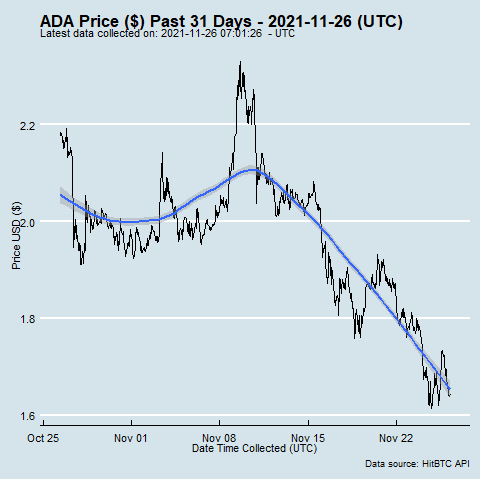 ADA Price ($) Past 31 Days - 2021-11-26 (UTC)
Latest data collected on: 2021-11-26 07:01:26  - UTC
2.2
2.0
1.8
1.6
Price USD ($)
Oct 25 Nov 01 Nov 08 Nov 15 Nov 22
Date Time Collected (UTC)
Data source: HitBTC API